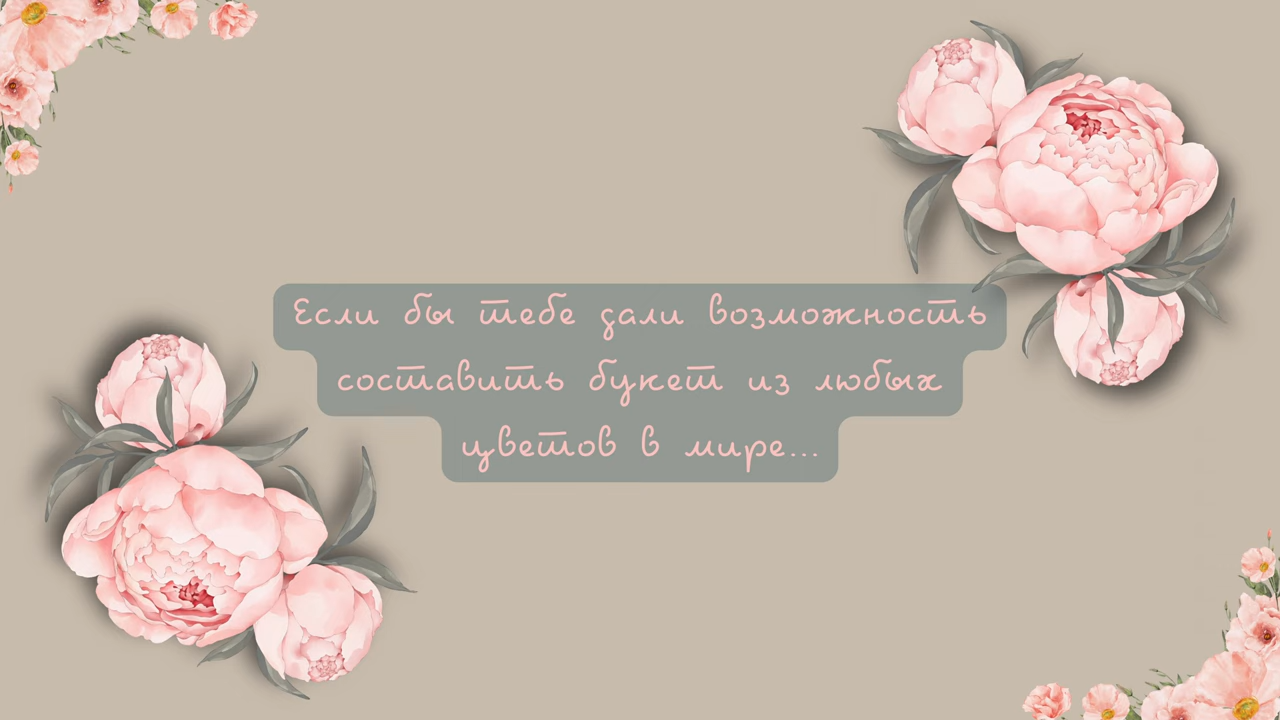 Если бы тебе дали возможность
составить букет из любых
цветов в мире...